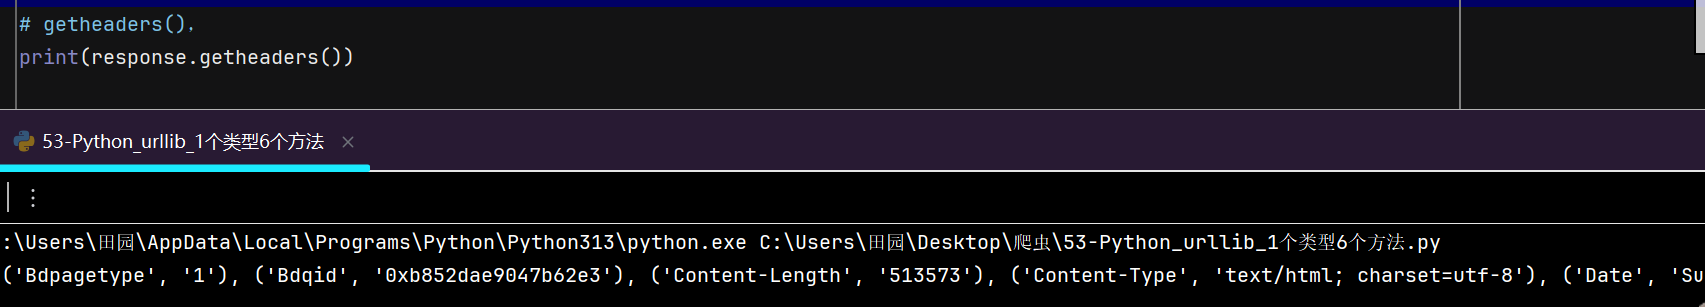 # getheaders(),
print(response.getheaders())
53-Python_urllib_1个类型6个方法
:\Users\田园\AppData\Local\Programs\Python\Python313\python.exe C:\Users\田园\Desktop\爬虫\53-Python_urllib_1个类型6个方法.py
('Bdpagetype', '1'), ('Bdqid', '0xb852dae9047b62e3'), ('Content-Length', '513573'), ('Content-Type', 'text/html; charset=utf-8'), ('Date', 'Su